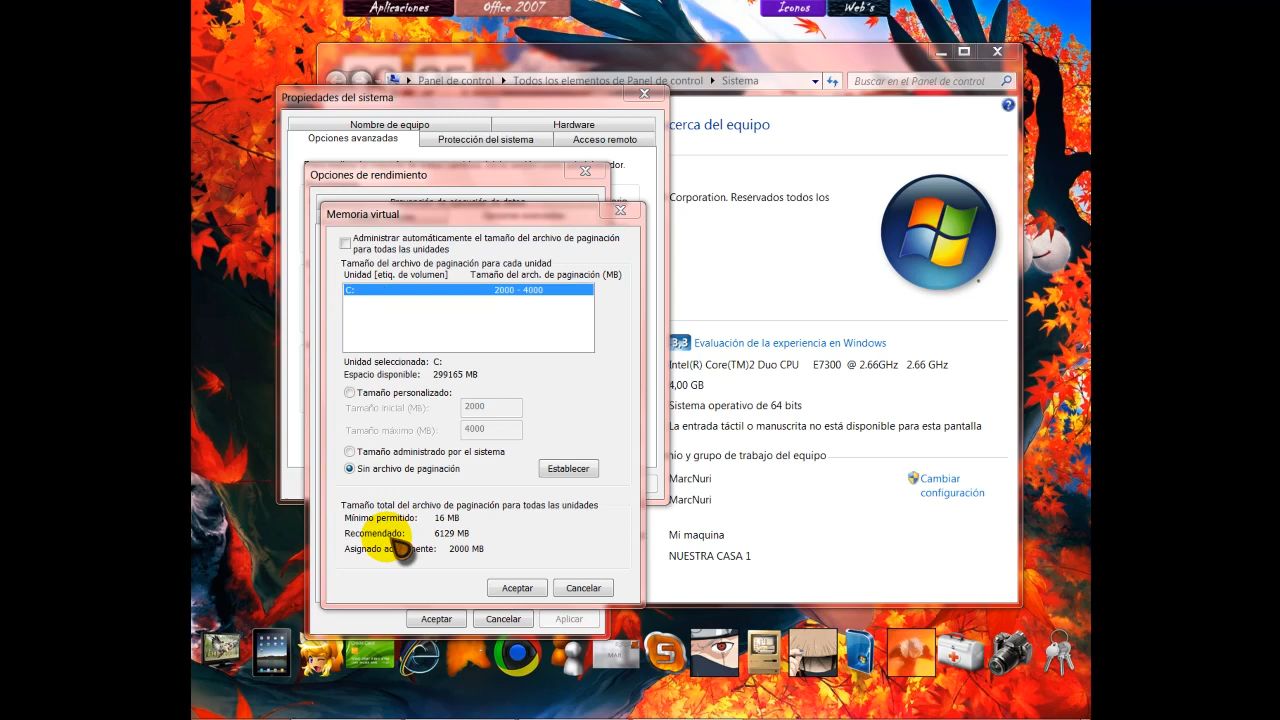 Aplicaciones
Office 2007
Iconos
Web's
Panel de control
Todos los elementos de Panel de control
Sistema
Buscar en el Panel de control
Propiedades del sistema
Nombre de equipo
Hardware
Opciones avanzadas
Protección del sistema
Acceso remoto
Opciones de rendimiento
Memoria virtual
Administrar automáticamente el tamaño del archivo de paginación
para todas las unidades
Tamaño del archivo de paginación para cada unidad
Unidad [etiq. de volumen]
Tamaño del arch. de paginación (MB)
C:
2000 - 4000
Unidad seleccionada: C:
Espacio disponible: 299165 MB
Tamaño personalizado:
Tamaño inicial (MB):
2000
Tamaño máximo (MB):
4000
Tamaño administrado por el sistema
Sin archivo de paginación
Establecer
Tamaño total del archivo de paginación para todas las unidades
Mínimo permitido: 16 MB
Recomendado: 6129 MB
Asignado 2000 MB
Aceptar
Cancelar
Aceptar
Cancelar
Aplicar
cerca del equipo
Corporation. Reservados todos los
3,3
Evaluación de la experiencia en Windows
Intel(R) Core(TM)2 Duo CPU E7300 @ 2.66GHz 2.66 GHz
4,00 GB
Sistema operativo de 64 bits
La entrada táctil o manuscrita no está disponible para esta pantalla
nio y grupo de trabajo del equipo
MarcNuri
Cambiar
configuración
MarcNuri
Mi maquina
NUESTRA CASA 1